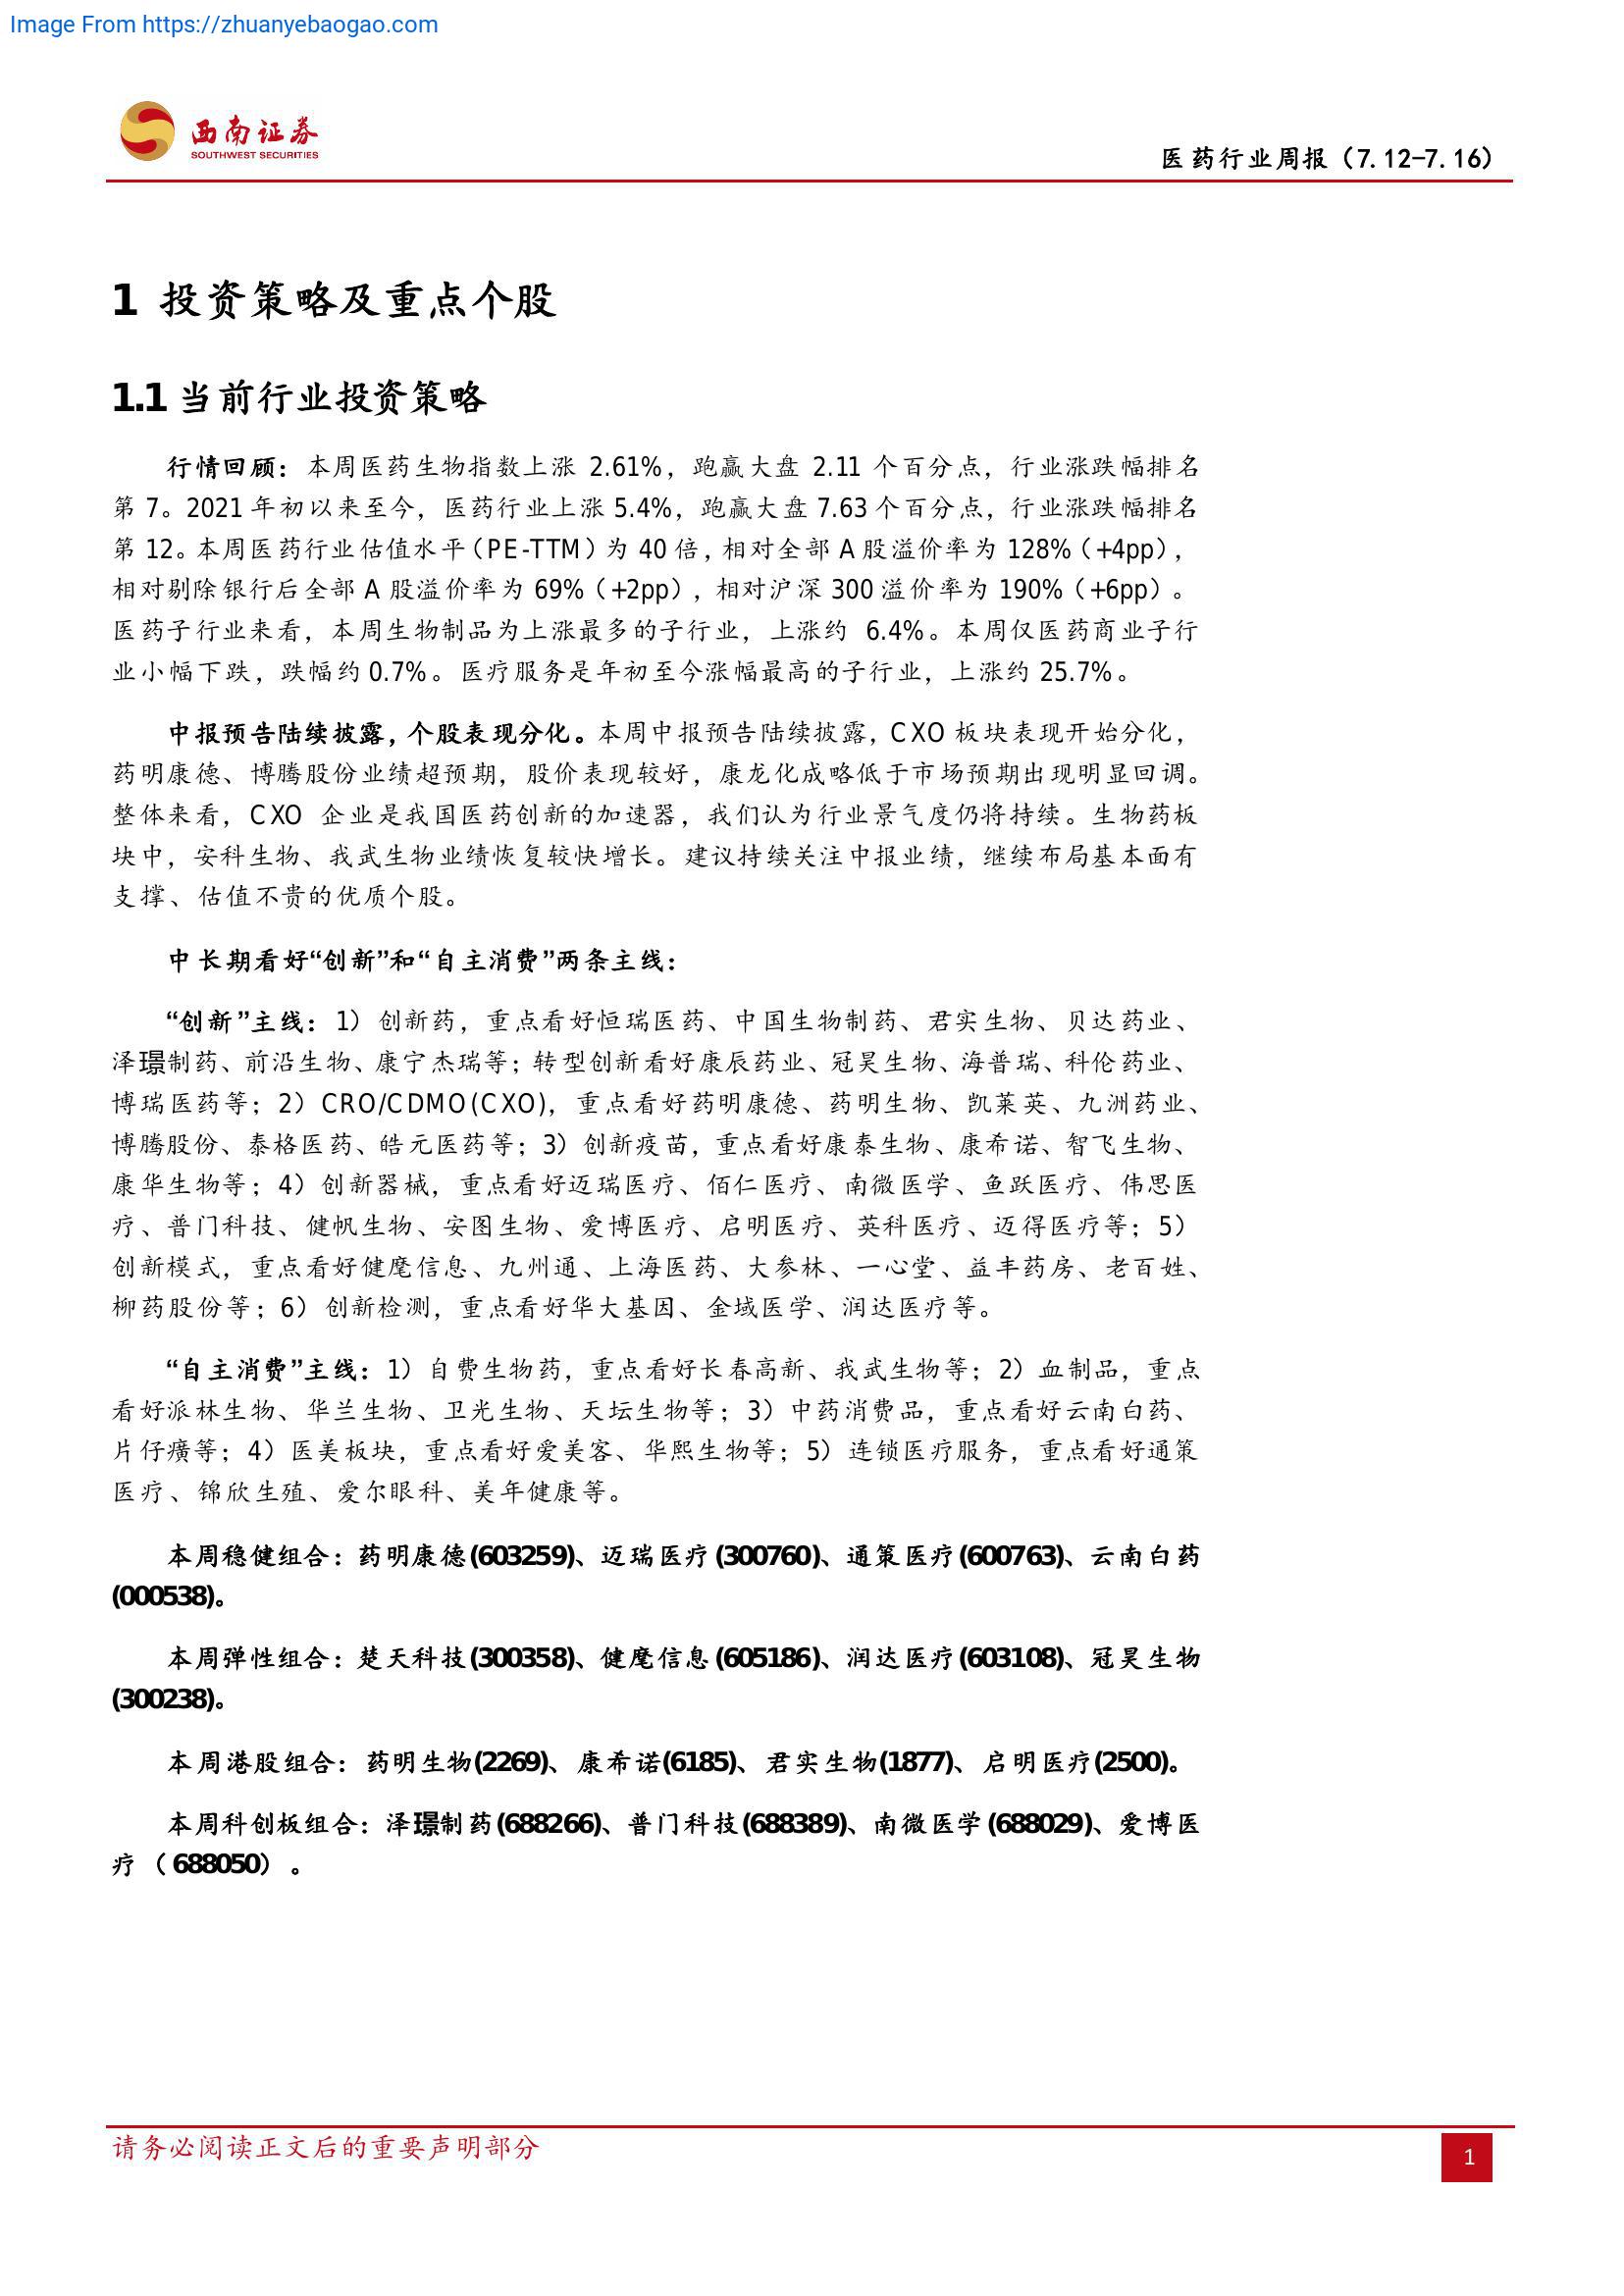 Image From https://zhuanyebaogao.com
西南证券
SOUTHWEST SECURITIES
医药行业周报（7.12-7.16）
1 投资策略及重点个股
1.1 当前行业投资策略
行情回顾：本周医药生物指数上涨 2.61%，跑赢大盘 2.11 个百分点，行业涨跌幅排名
第 7。2021 年初以来至今，医药行业上涨 5.4%，跑赢大盘 7.63 个百分点，行业涨跌幅排名
第 12。本周医药行业估值水平（PE-TTM）为 40 倍，相对全部 A 股溢价率为 128%（+4pp），
相对剔除银行后全部 A 股溢价率为 69%（+2pp），相对沪深 300 溢价率为 190%（+6pp）。
医药子行业来看，本周生物制品为上涨最多的子行业，上涨约 6.4%。本周仅医药商业子行
业小幅下跌，跌幅约 0.7%。医疗服务是年初至今涨幅最高的子行业，上涨约 25.7%。
中报预告陆续披露，个股表现分化。本周中报预告陆续披露，CXO 板块表现开始分化，
药明康德、博腾股份业绩超预期，股价表现较好，康龙化成略低于市场预期出现明显回调。
整体来看，CXO 企业是我国医药创新的加速器，我们认为行业景气度仍将持续。生物药板
块中，安科生物、我武生物业绩恢复较快增长。建议持续关注中报业绩，继续布局基本面有
支撑、估值不贵的优质个股。
中长期看好“创新”和“自主消费”两条主线：
“创新”主线：1）创新药，重点看好恒瑞医药、中国生物制药、君实生物、贝达药业、
泽璟制药、前沿生物、康宁杰瑞等；转型创新看好康辰药业、冠昊生物、海普瑞、科伦药业、
博瑞医药等；2）CRO/CDMO(CXO)，重点看好药明康德、药明生物、凯莱英、九洲药业、
博腾股份、泰格医药、皓元医药等；3）创新疫苗，重点看好康泰生物、康希诺、智飞生物、
康华生物等；4）创新器械，重点看好迈瑞医疗、佰仁医疗、南微医学、鱼跃医疗、伟思医
疗、普门科技、健帆生物、安图生物、爱博医疗、启明医疗、英科医疗、迈得医疗等；5）
创新模式，重点看好健麾信息、九州通、上海医药、大参林、一心堂、益丰药房、老百姓、
柳药股份等；6）创新检测，重点看好华大基因、金域医学、润达医疗等。
“自主消费”主线：1）自费生物药，重点看好长春高新、我武生物等；2）血制品，重点
看好派林生物、华兰生物、卫光生物、天坛生物等；3）中药消费品，重点看好云南白药、
片仔癀等；4）医美板块，重点看好爱美客、华熙生物等；5）连锁医疗服务，重点看好通策
医疗、锦欣生殖、爱尔眼科、美年健康等。
本周稳健组合：药明康德(603259)、迈瑞医疗(300760)、通策医疗(600763)、云南白药
(000538)。
本周弹性组合：楚天科技(300358)、健麾信息(605186)、润达医疗(603108)、冠昊生物
(300238)。
本周港股组合：药明生物(2269)、康希诺(6185)、君实生物(1877)、启明医疗(2500)。
本周科创板组合：泽璟制药(688266)、普门科技(688389)、南微医学(688029)、爱博医
疗（688050）。
请务必阅读正文后的重要声明部分
1